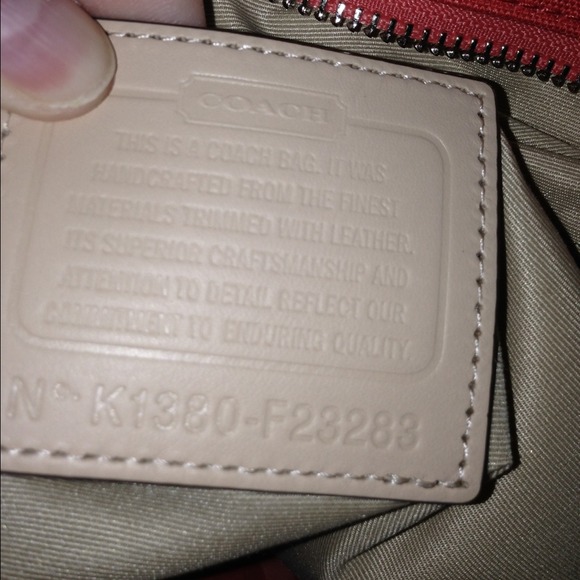 COACH
THIS IS A COACH BAG. IT WAS
HANDCRAFTED FROM THE FINEST
MATERIALS TRIMMED WITH LEATHER.
ITS SUPERIOR CRAFTSMANSHIP AND
ATTENTION TO DETAIL REFLECT OUR
COMMITMENT TO ENDURING QUALITY.
Nº K1380-F23283